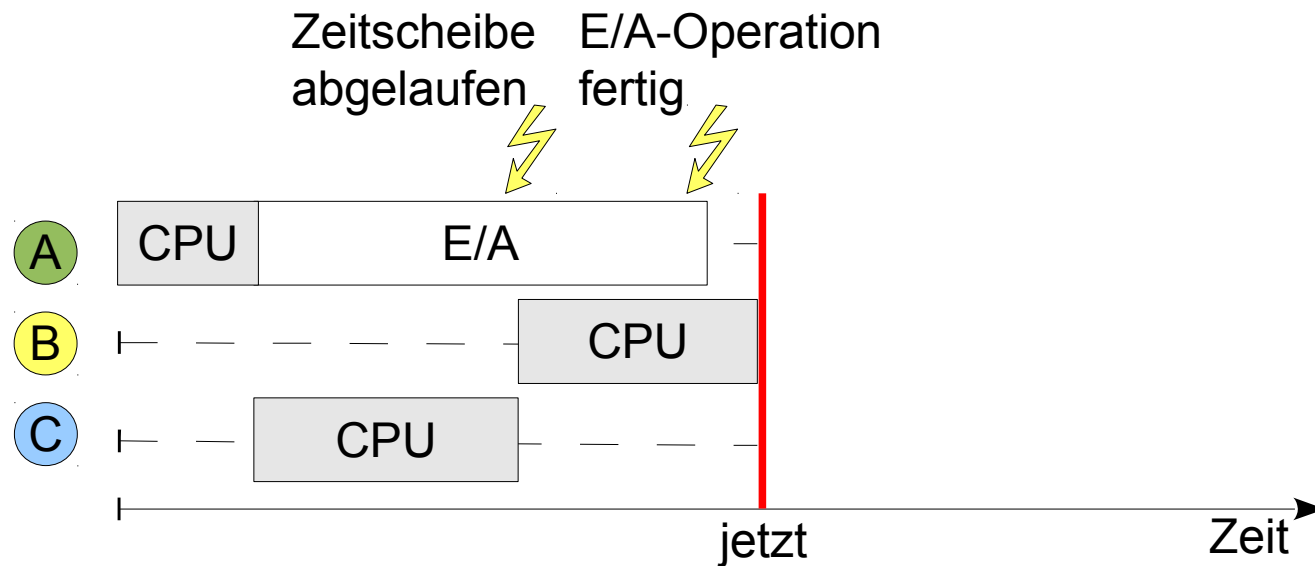 Zeitscheibe
abgelaufen
E/A-Operation
fertig
A
CPU
E/A
B
CPU
C
CPU
jetzt
Zeit